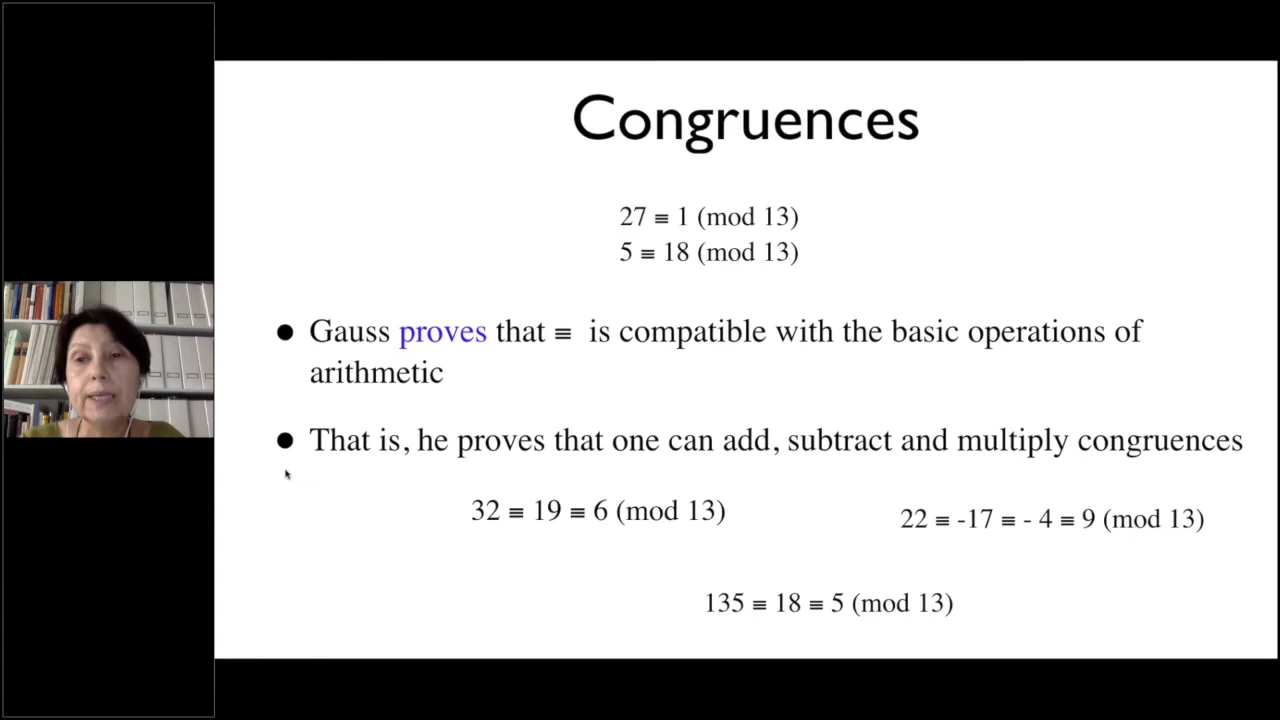 Congruences
27 ≡ 1 (mod 13)
5 ≡ 18 (mod 13)
● Gauss proves that ≡ is compatible with the basic operations of
arithmetic
● That is, he proves that one can add, subtract and multiply congruences
32 ≡ 19 ≡ 6 (mod 13)
22 ≡ -17 ≡ - 4 ≡ 9 (mod 13)
135 ≡ 18 ≡ 5 (mod 13)